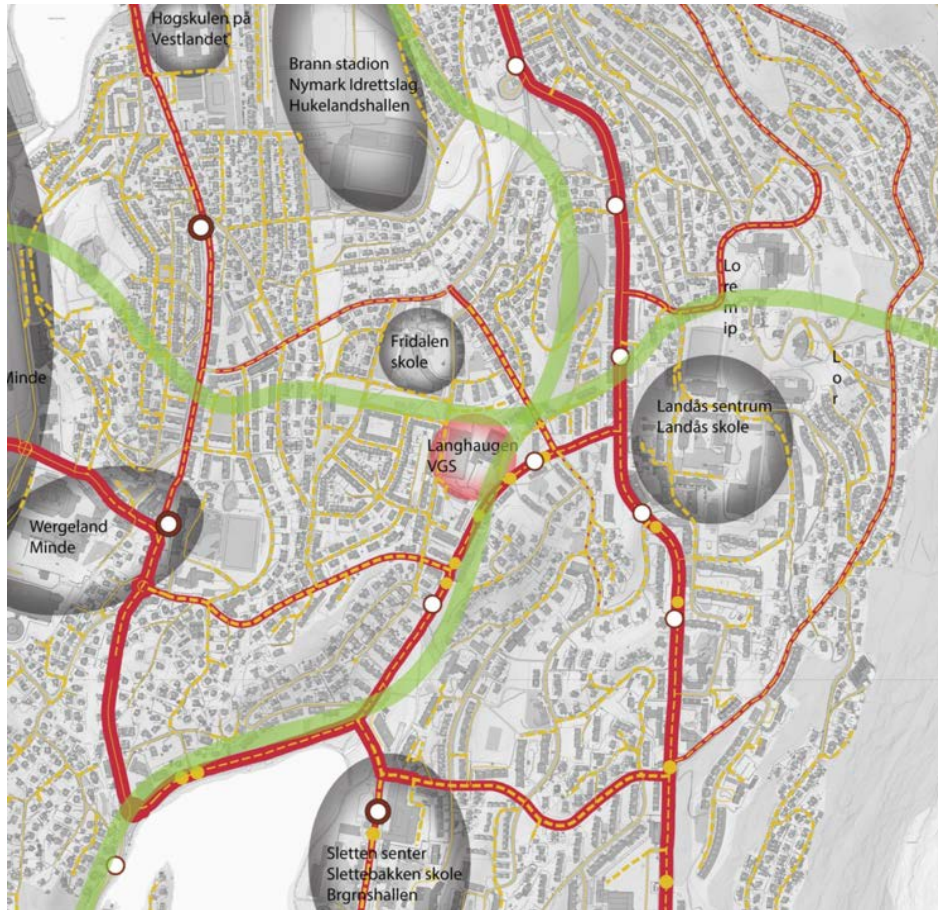 Høgskulen på
Vestlandet
Brann stadion
Nymark Idrettslag
Hukelandshallen
Lo
re
m
ip
Fridalen
skole
Minde
L
o
r
Landås sentrum
Landås skole
Langhaugen
VGS
Wergeland
Minde
Sletten senter
Slettebakken skole
Brgrnshallen